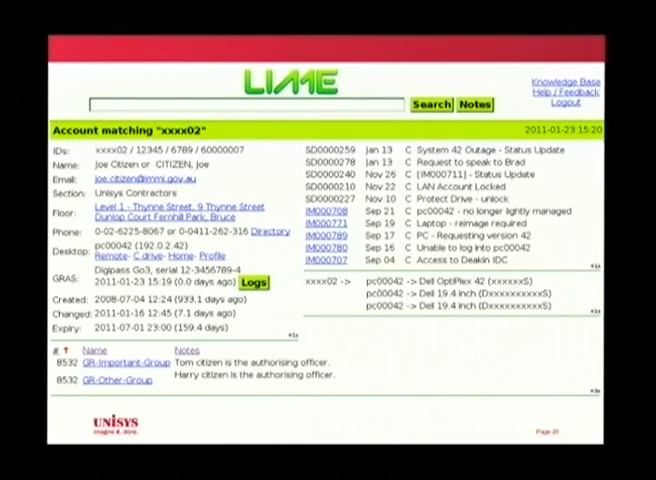 LIME
Knowledge Base
Help / Feedback
Logout
Search Notes
Account matching "xxxx02" 2011-01-23 15:20
IDs: xxxx02 / 12345 / 6789 / 60000007
Name: Joe Citizen or CITIZEN, Joe
Email: joe.citizen@immi.gov.au
Section: Unisys Contractors
Floor: Level 1 - Thynne Street, 9 Thynne Street
Dunlop Court Fernhill Park, Bruce
Phone: 0-02-6225-8067 or 0-0411-262-316 Directory
Desktop: pc00042 (192.0.2.42)
Remote- C drive- Home- Profile
GRAS: Digipass Go3, serial 12-3456789-4
2011-01-23 15:19 (0.0 days ago) Logs
Created: 2008-07-04 12:24 (933.1 days ago)
Changed: 2011-01-16 12:45 (7.1 days ago)
Expiry: 2011-07-01 23:00 (159.4 days)
SD0000259 Jan 13 C System 42 Outage - Status Update
SD0000278 Jan 13 C Request to speak to Brad
SD0000240 Nov 26 C [IM000711] - Status Update
SD0000210 Nov 22 C LAN Account Locked
SD0000227 Nov 10 C Protect Drive - unlock
IM000708 Sep 21 C pc00042 - no longer lightly managed
IM000771 Sep 19 C Laptop - reimage required
IM000789 Sep 17 C PC - Requesting version 42
IM000780 Sep 16 C Unable to log into pc00042
IM000707 Sep 04 C Access to Deakin IDC
xxxx02 -> pc00042 -> Dell OptiPlex 42 (xxxxxxS)
pc00042 -> Dell 19.4 inch (DxxxxxxxxxxS)
pc00042 -> Dell 19.4 inch (DxxxxxxxxxxS)
# ↑ Name Notes
8532 GR-Important-Group Tom citizen is the authorising officer.
8532 GR-Other-Group Harry citizen is the authorising officer.
UNISYS
imagine it. done.
Page 20